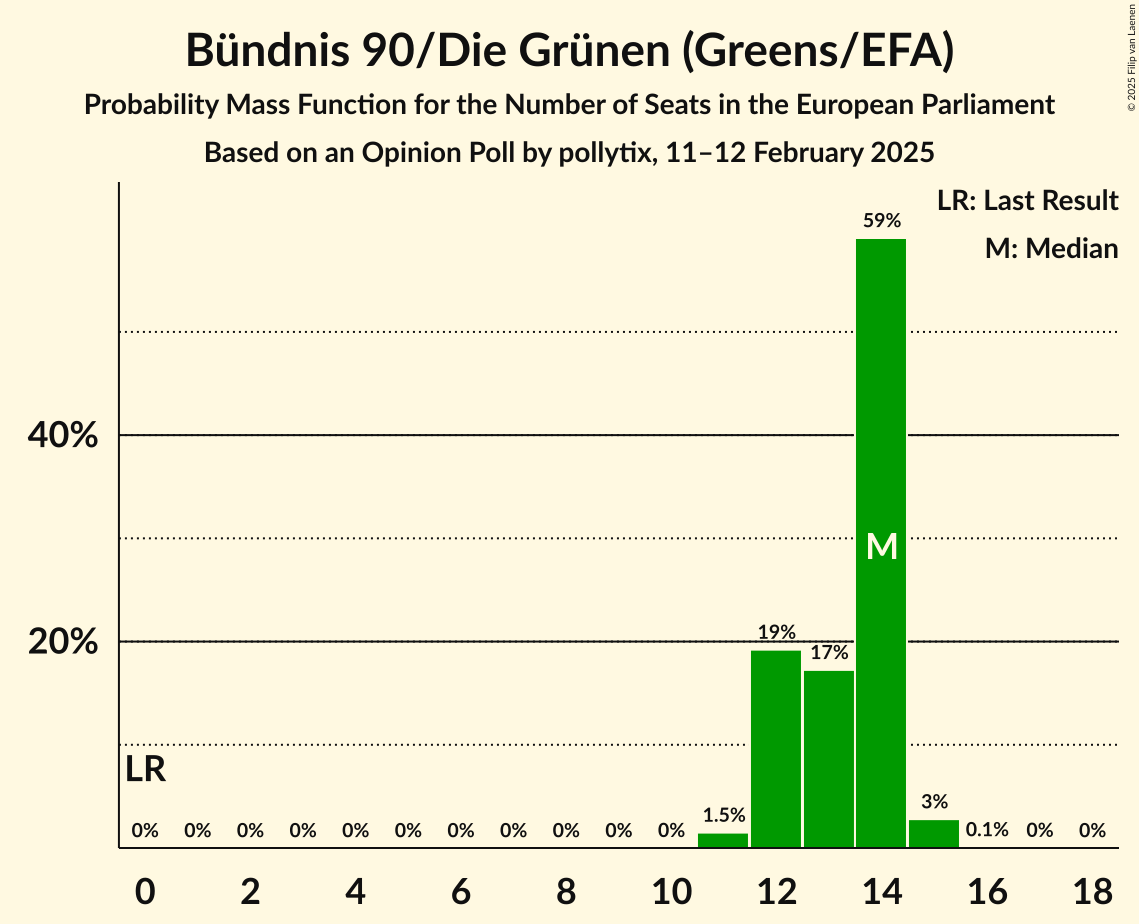 Bündnis 90/Die Grünen (Greens/EFA)
Probability Mass Function for the Number of Seats in the European Parliament
Based on an Opinion Poll by pollytix, 11–12 February 2025
© 2025 Filip van Laenen
LR: Last Result
M: Median
59%
40%
M
20%
19%
17%
LR
0% 0% 0% 0% 0% 0% 0% 0% 0% 0% 0% 1.5% 3% 0.1% 0% 0%
0 2 4 6 8 10 12 14 16 18